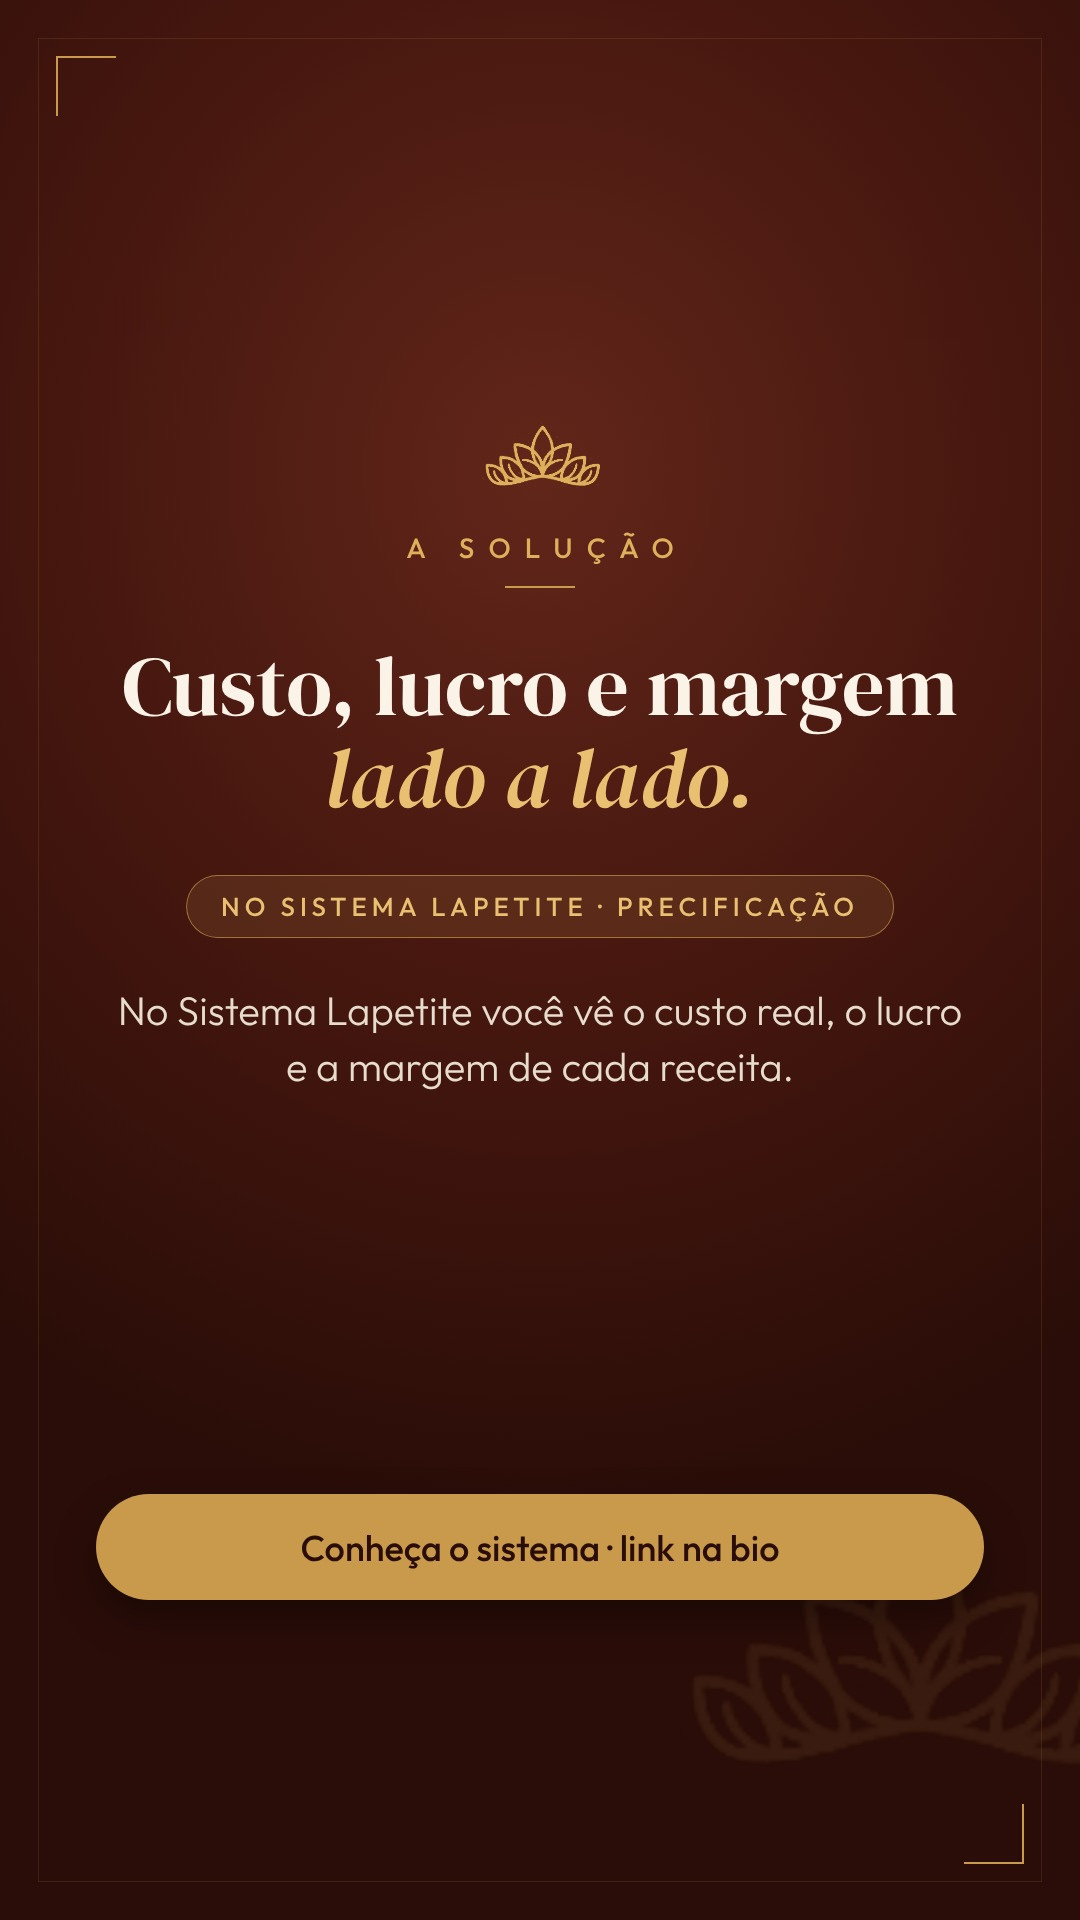 A SOLUÇÃO
Custo, lucro e margem
lado a lado.
NO SISTEMA LAPETITE · PRECIFICAÇÃO
No Sistema Lapetite você vê o custo real, o lucro
e a margem de cada receita.
Conheça o sistema · link na bio